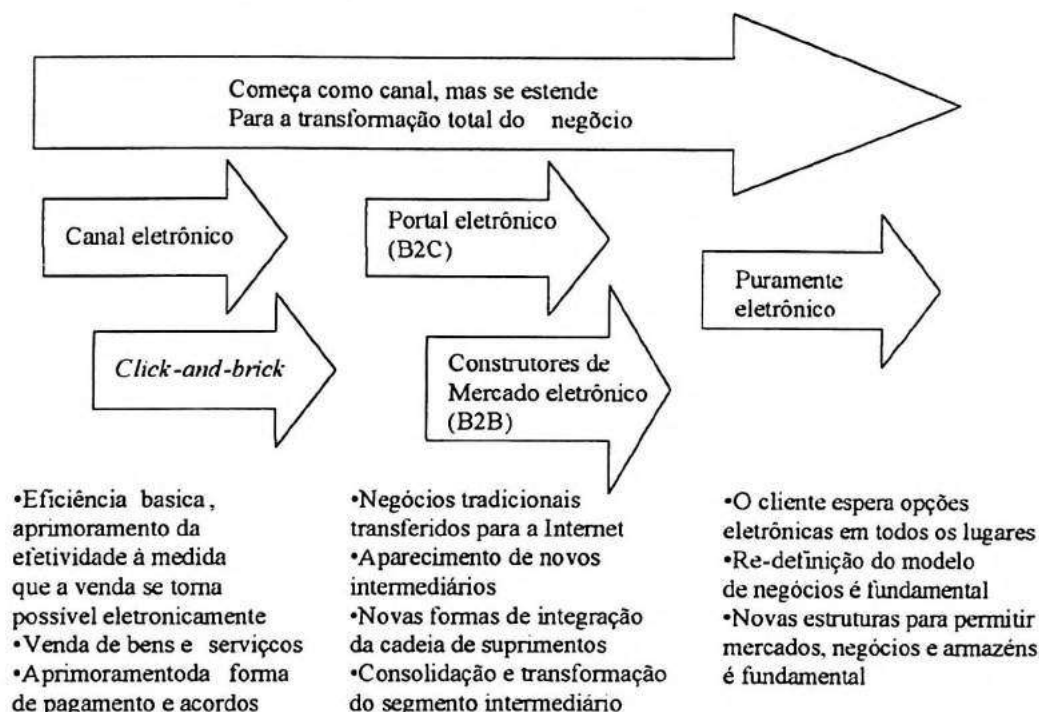 Começa como canal, mas se estende
Para a transformação total do negõcio
Canal eletrônico
Click-and-brick
Portal eletrônico
(B2C)
Construtores de
Mercado eletrônico
(B2B)
Puramente
eletrônico
•Eficiência basica,
aprimoramento da
efetividade á medida
que a venda se torna
possível eletronicamente
•Venda de bens e serviçcos
•Aprimoramentoda forma
de pagamento e acordos
•Negócios tradicionais
transferidos para a Internet
•Aparecimento de novos
intermediários
•Novas formas de integração
da cadeia de suprimentos
•Consolidação e transformação
do segmento intermediário
•O cliente espera opções
eletrônicas em todos os lugares
•Re-definição do modelo
de negócios é fundamental
•Novas estruturas para permitir
mercados, negócios e armazéns
é fundamental